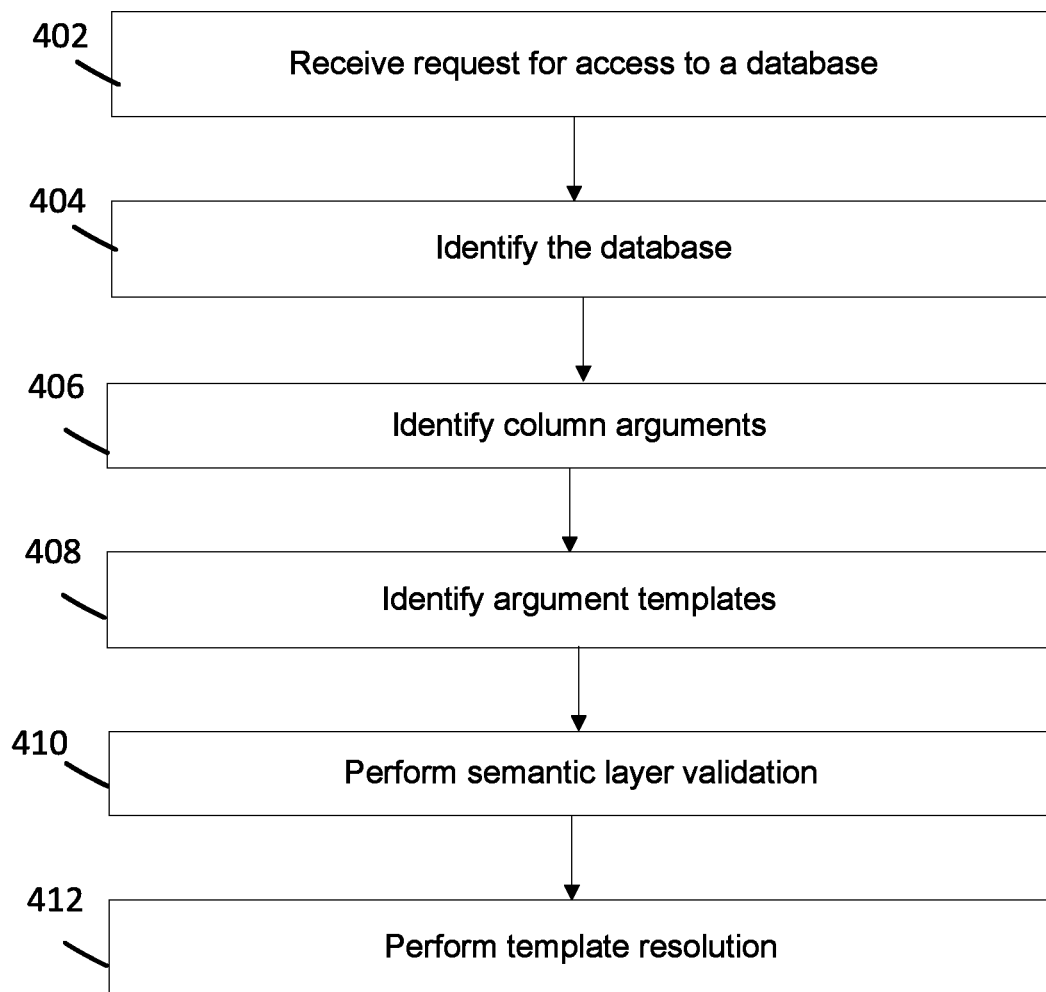 402
Receive request for access to a database
404
Identify the database
406
Identify column arguments
408
Identify argument templates
410
Perform semantic layer validation
412
Perform template resolution